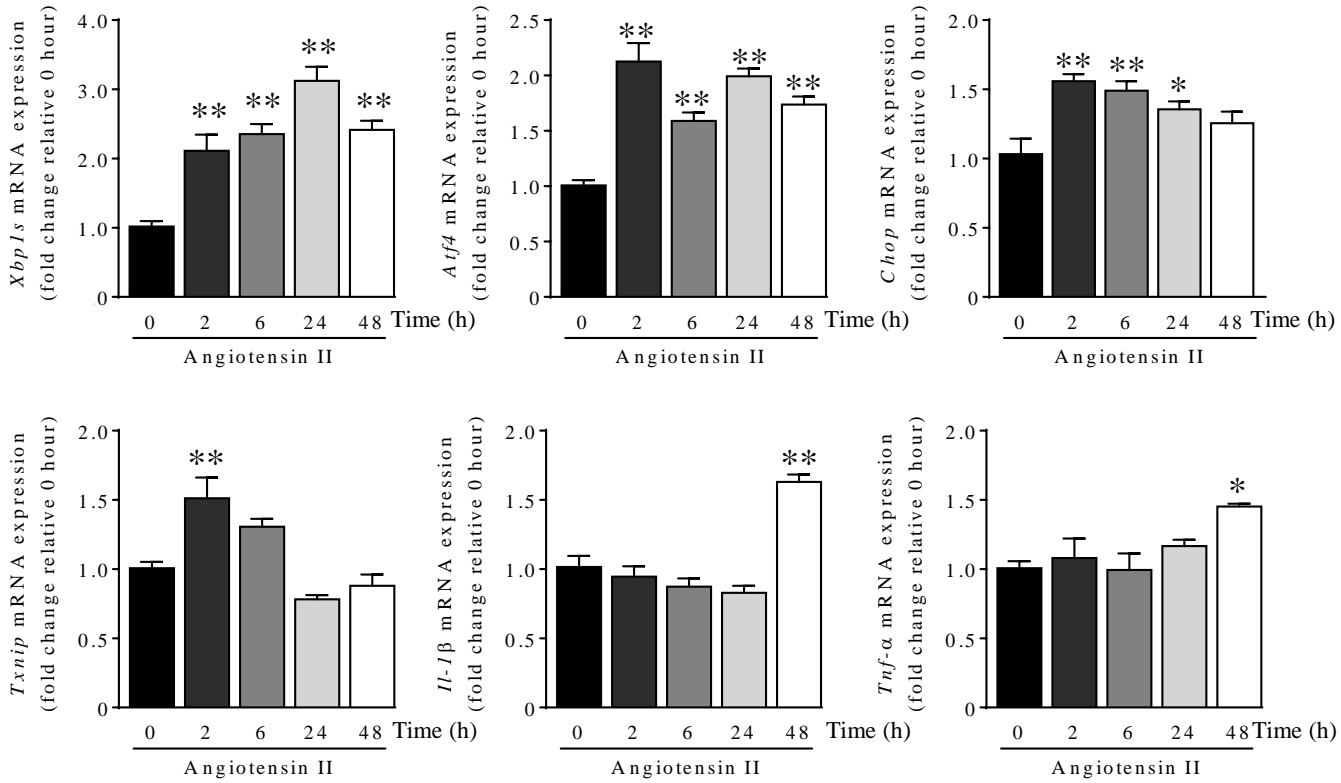 Xbp1s mRNA expression
(fold change relative 0 hour)
4.0
3.0
2.0
1.0
0
**
**
**
**
0 2 6 24 48 Time (h)
Angiotensin II
Atf4 mRNA expression
(fold change relative 0 hour)
2.5
2.0
1.5
1.0
0.5
0
**
**
**
**
0 2 6 24 48 Time (h)
Angiotensin II
Chop mRNA expression
(fold change relative 0 hour)
2.0
1.5
1.0
0.5
0
** ** *
0 2 6 24 48 Time (h)
Angiotensin II
Txnip mRNA expression
(fold change relative 0 hour)
2.0
1.5
1.0
0.5
0
**
0 2 6 24 48 Time (h)
Angiotensin II
Il-1β mRNA expression
(fold change relative 0 hour)
2.0
1.5
1.0
0.5
0
**
0 2 6 24 48 Time (h)
Angiotensin II
Tnf-α mRNA expression
(fold change relative 0 hour)
2.0
1.5
1.0
0.5
0
*
0 2 6 24 48 Time (h)
Angiotensin II